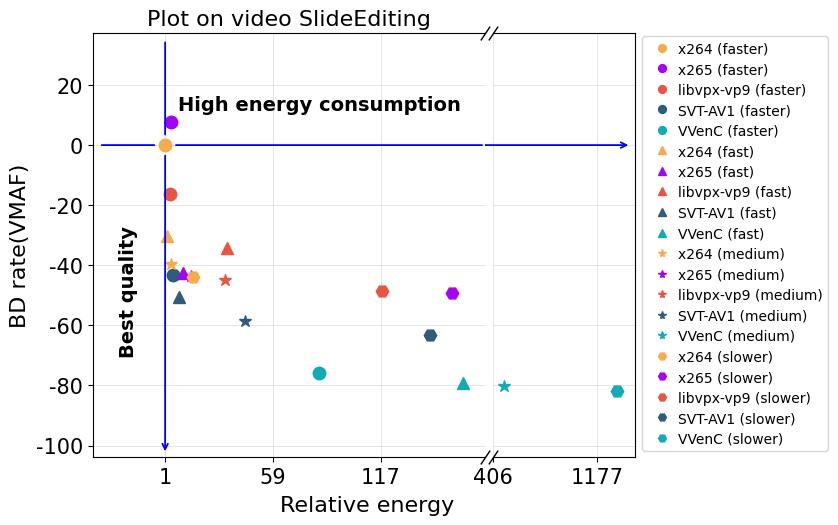 Plot on video SlideEditing
High energy consumption
Best quality
BD rate(VMAF)
20
0
-20
-40
-60
-80
-100
1
59
117
406
1177
Relative energy
x264 (faster)
x265 (faster)
libvpx-vp9 (faster)
SVT-AV1 (faster)
VVenC (faster)
x264 (fast)
x265 (fast)
libvpx-vp9 (fast)
SVT-AV1 (fast)
VVenC (fast)
x264 (medium)
x265 (medium)
libvpx-vp9 (medium)
SVT-AV1 (medium)
VVenC (medium)
x264 (slower)
x265 (slower)
libvpx-vp9 (slower)
SVT-AV1 (slower)
VVenC (slower)